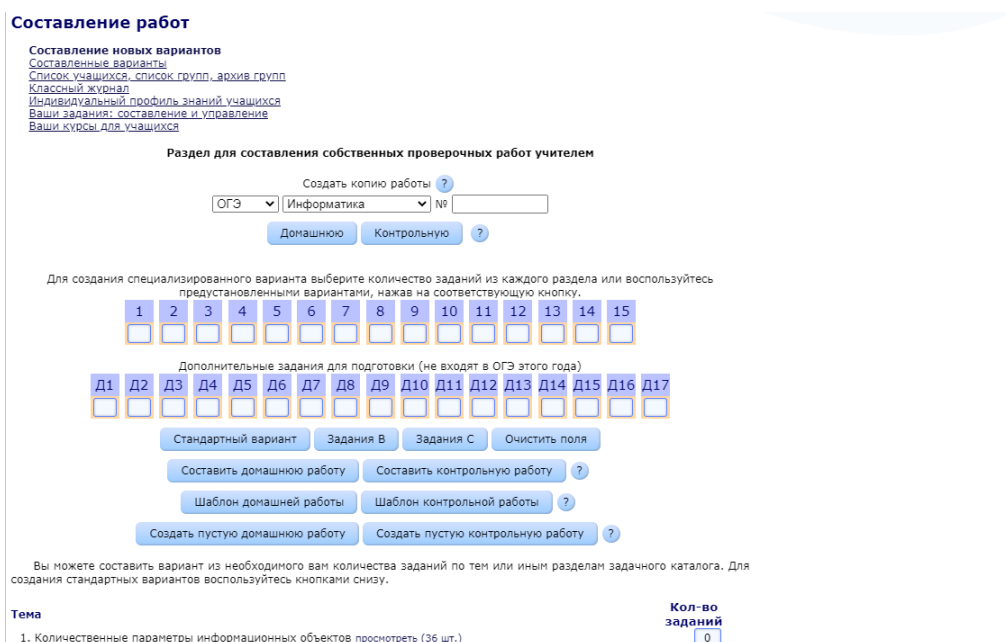 Составление работ
Составление новых вариантов
Составленные варианты
Список учащихся, список групп, архив групп
Классный журнал
Индивидуальный профиль знаний учащихся
Ваши задания: составление и управление
Ваши курсы для учащихся
Раздел для составления собственных проверочных работ учителем
Создать копию работы ?
ОГЭ Информатика №
Домашнюю Контрольную ?
Для создания специализированного варианта выберите количество заданий из каждого раздела или воспользуйтесь
предустановленными вариантами, нажав на соответствующую кнопку.
1 2 3 4 5 6 7 8 9 10 11 12 13 14 15
Дополнительные задания для подготовки (не входят в ОГЭ этого года)
Д1 Д2 Д3 Д4 Д5 Д6 Д7 Д8 Д9 Д10 Д11 Д12 Д13 Д14 Д15 Д16 Д17
Стандартный вариант Задания В Задания С Очистить поля
Составить домашнюю работу Составить контрольную работу ?
Шаблон домашней работы Шаблон контрольной работы ?
Создать пустую домашнюю работу Создать пустую контрольную работу ?
Вы можете составить вариант из необходимого вам количества заданий по тем или иным разделам задачного каталога. Для
создания стандартных вариантов воспользуйтесь кнопками снизу.
Тема Кол-во
заданий
1. Количественные параметры информационных объектов просмотреть (36 шт.) 0